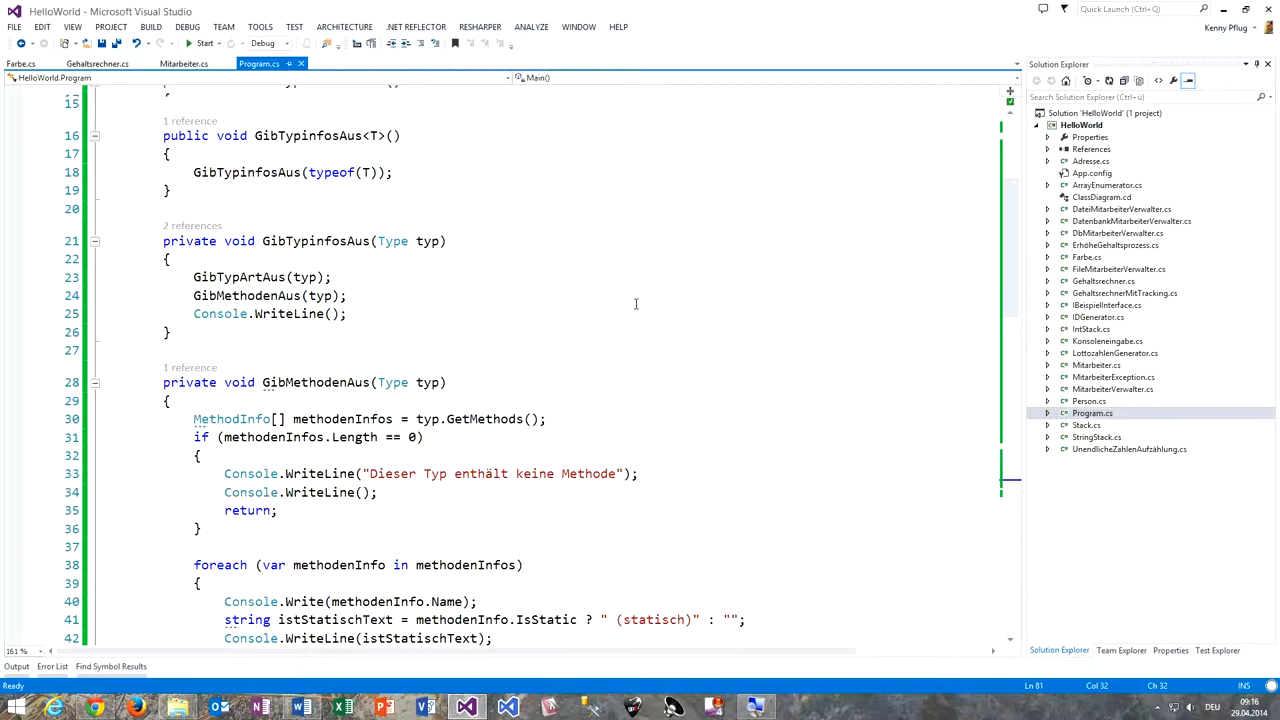 HelloWorld - Microsoft Visual Studio
Quick Launch (Ctrl+Q)
FILE EDIT VIEW PROJECT BUILD DEBUG TEAM TOOLS TEST ARCHITECTURE .NET REFLECTOR RESHARPER ANALYZE WINDOW HELP
Kenny Pflug
Start Debug
Farbe.cs Gehaltsrechner.cs Mitarbeiter.cs Program.cs
HelloWorld.Program Main()
15
1 reference
16 public void GibTypinfosAus<T>()
17 {
18 GibTypinfosAus(typeof(T));
19 }
20
2 references
21 private void GibTypinfosAus(Type typ)
22 {
23 GibTypArtAus(typ);
24 GibMethodenAus(typ);
25 Console.WriteLine();
26 }
27
1 reference
28 private void GibMethodenAus(Type typ)
29 {
30 MethodInfo[] methodenInfos = typ.GetMethods();
31 if (methodenInfos.Length == 0)
32 {
33 Console.WriteLine("Dieser Typ enthält keine Methode");
34 Console.WriteLine();
35 return;
36 }
37
38 foreach (var methodenInfo in methodenInfos)
39 {
40 Console.Write(methodenInfo.Name);
41 string istStatischText = methodenInfo.IsStatic ? " (statisch)" : "";
42 Console.WriteLine(istStatischText);
161 %
Output Error List Find Symbol Results
Solution Explorer
Search Solution Explorer (Ctrl+ü)
Solution 'HelloWorld' (1 project)
HelloWorld
Properties
References
Adresse.cs
App.config
ArrayEnumerator.cs
ClassDiagram.cd
DateiMitarbeiterVerwalter.cs
DatenbankMitarbeiterVerwalter.cs
DbMitarbeiterVerwalter.cs
ErhöheGehaltsprozess.cs
Farbe.cs
FileMitarbeiterVerwalter.cs
Gehaltsrechner.cs
GehaltsrechnerMitTracking.cs
IBeispielInterface.cs
IDGenerator.cs
IntStack.cs
Konsoleneingabe.cs
LottozahlenGenerator.cs
Mitarbeiter.cs
MitarbeiterException.cs
MitarbeiterVerwalter.cs
Person.cs
Program.cs
Stack.cs
StringStack.cs
UnendlicheZahlenAufzählung.cs
Solution Explorer Team Explorer Properties Test Explorer
Ready Ln 81 Col 32 Ch 32 INS
DEU 09:16
29.04.2014